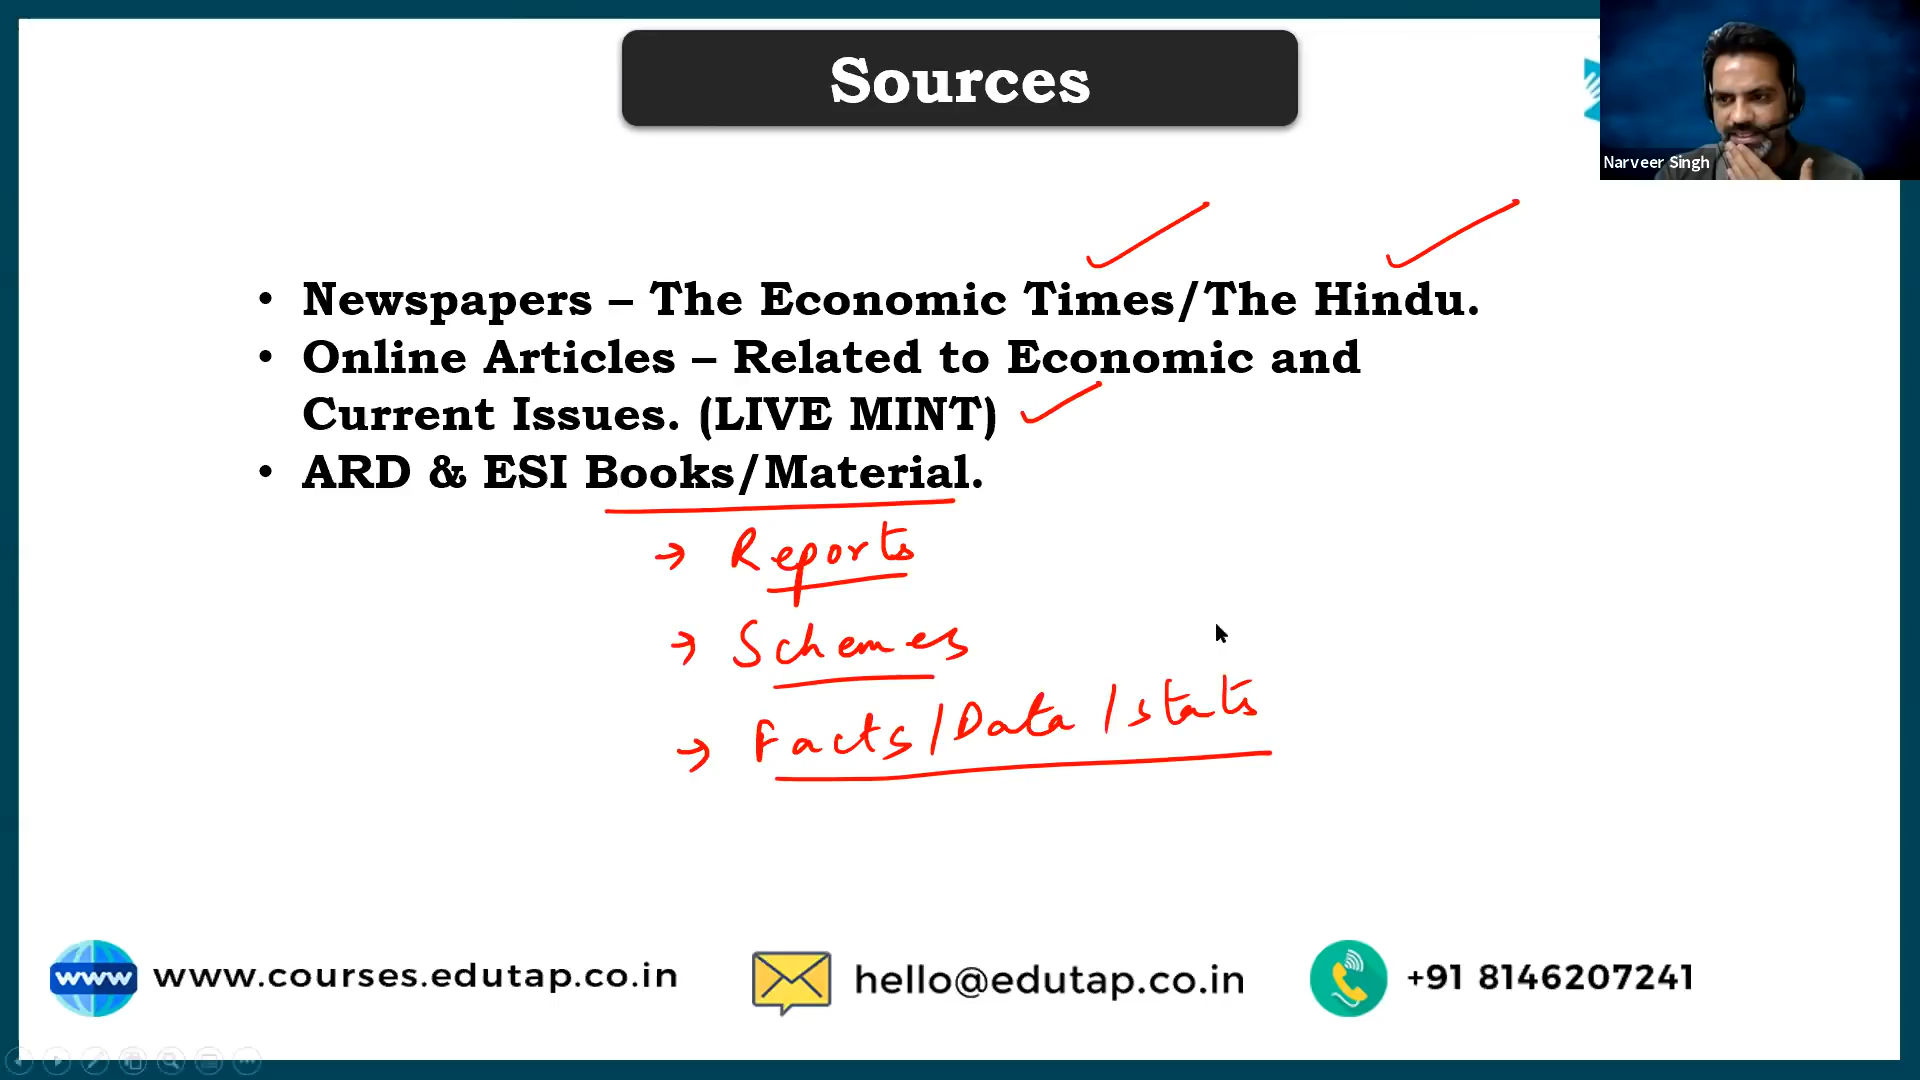 Sources
Narveer Singh
• Newspapers – The Economic Times/The Hindu.
• Online Articles – Related to Economic and
Current Issues. (LIVE MINT)
• ARD & ESI Books/Material.
→ Reports
→ Schemes
→ Facts/Data/stats
www www.courses.edutap.co.in
hello@edutap.co.in
+91 8146207241